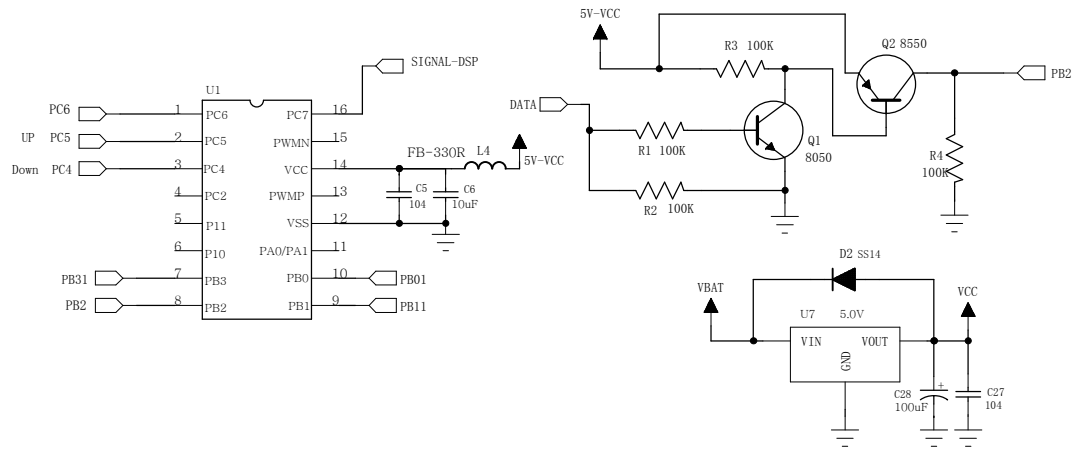 5V-VCC
Q2 8550
R3 100K
SIGNAL-DSP
PB2
U1
DATA
PC6 1 PC6 PC7 16
UP PC5 2 PC5 PWMN 15
FB-330R L4 5V-VCC
R1 100K
Q1
8050
R4
100K
Down PC4 3 PC4 VCC 14
4 PC2 PWMP 13
C5
104
C6
10uF
R2 100K
5 P11 VSS 12
6 P10 PA0/PA1 11
PB31 7 PB3 PB0 10 PB01
PB2 8 PB2 PB1 9 PB11
D2 SS14
VBAT
VCC
U7 5.0V
VIN VOUT
GND
+
C28
100uF
C27
104